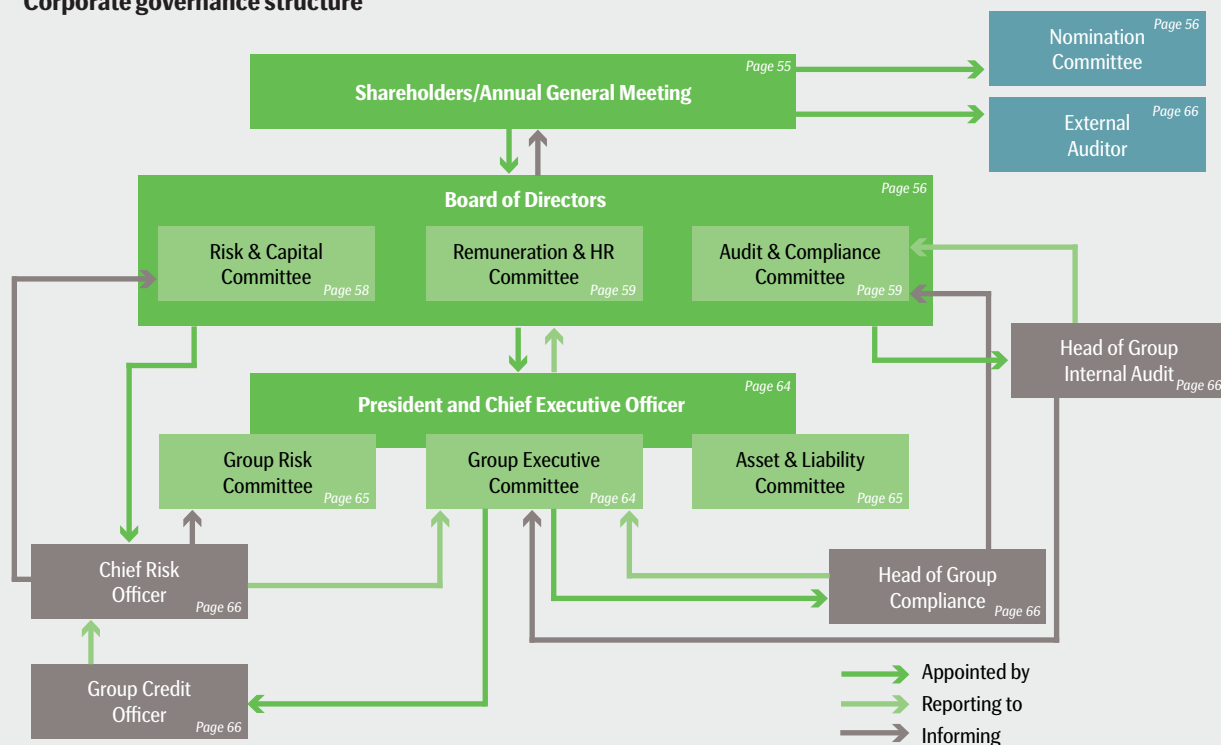 Corporate governance structure
Page 56
Nomination
Committee
Page 55
Shareholders/Annual General Meeting
Page 66
External
Auditor
Page 56
Board of Directors
Risk & Capital
Committee
Page 58
Remuneration & HR
Committee
Page 59
Audit & Compliance
Committee
Page 59
Head of Group
Internal Audit
Page 66
Page 64
President and Chief Executive Officer
Group Risk
Committee
Page 65
Group Executive
Committee
Page 64
Asset & Liability
Committee
Page 65
Chief Risk
Officer
Page 66
Head of Group
Compliance
Page 66
Group Credit
Officer
Page 66
Appointed by
Reporting to
Informing